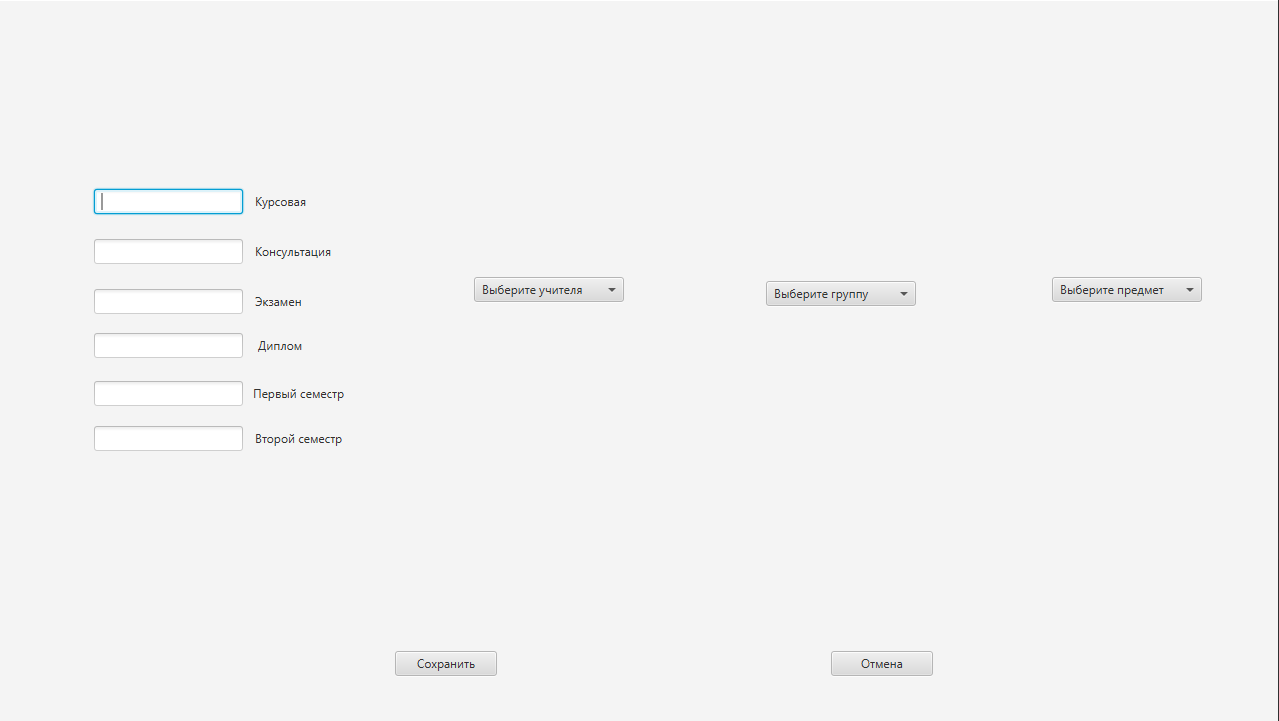 Курсовая
Консультация
Выберите учителя
Выберите группу
Выберите предмет
Экзамен
Диплом
Первый семестр
Второй семестр
Сохранить
Отмена